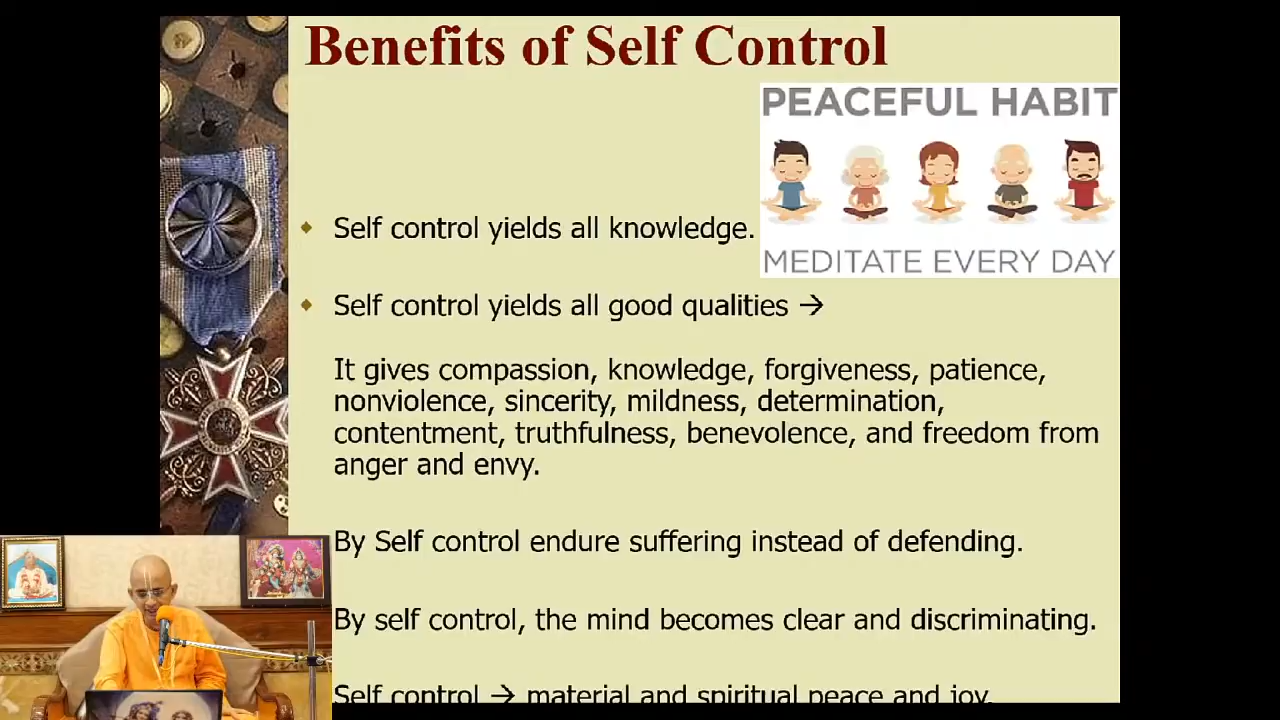 Benefits of Self Control
PEACEFUL HABIT
MEDITATE EVERY DAY
Self control yields all knowledge.
Self control yields all good qualities →
It gives compassion, knowledge, forgiveness, patience,
nonviolence, sincerity, mildness, determination,
contentment, truthfulness, benevolence, and freedom from
anger and envy.
By Self control endure suffering instead of defending.
By self control, the mind becomes clear and discriminating.
Self control → material and spiritual peace and joy.